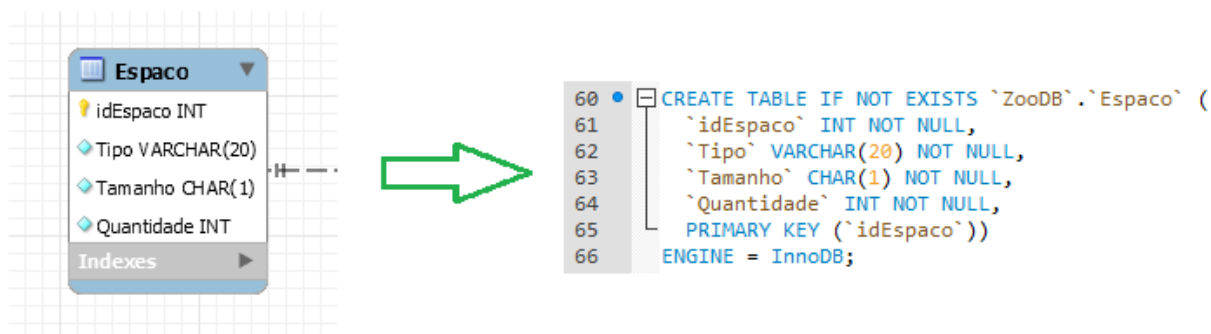 Espaco
idEspaco INT
Tipo VARCHAR(20)
Tamanho CHAR(1)
Quantidade INT
Indexes
60 CREATE TABLE IF NOT EXISTS `ZooDB`.`Espaco` (
61 `idEspaco` INT NOT NULL,
62 `Tipo` VARCHAR(20) NOT NULL,
63 `Tamanho` CHAR(1) NOT NULL,
64 `Quantidade` INT NOT NULL,
65 PRIMARY KEY (`idEspaco`))
66 ENGINE = InnoDB;